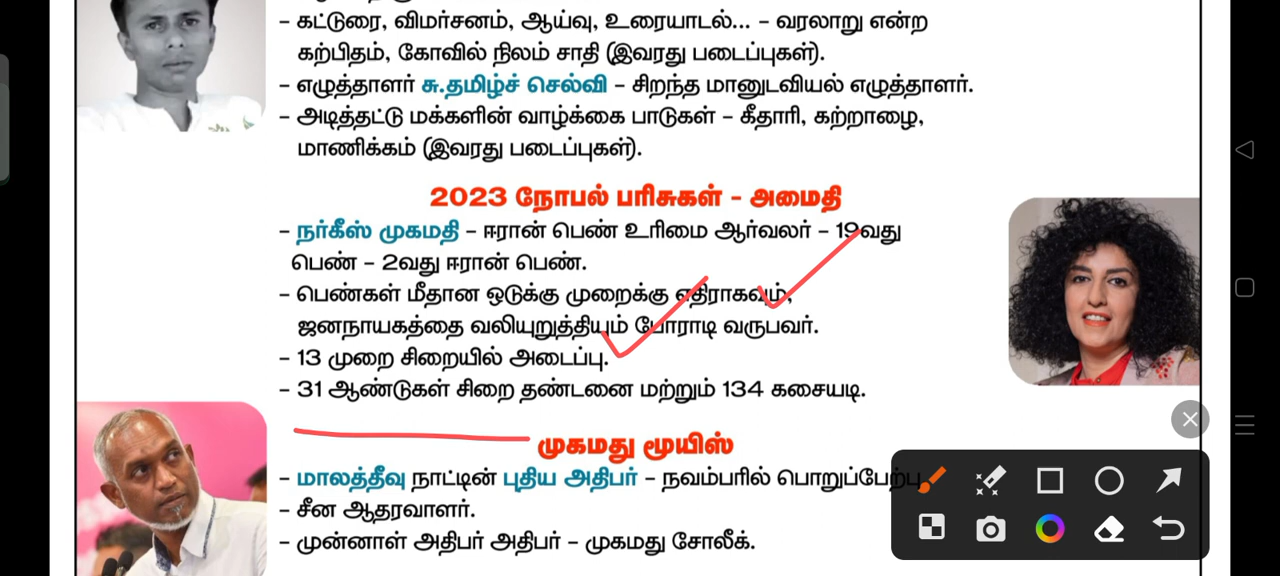 – கட்டுரை, விமர்சனம், ஆய்வு, உரையாடல்... – வரலாறு என்ற
கற்பிதம், கோவில் நிலம் சாதி (இவரது படைப்புகள்).
– எழுத்தாளர் சு.தமிழ்ச் செல்வி – சிறந்த மானுடவியல் எழுத்தாளர்.
– அடித்தட்டு மக்களின் வாழ்க்கை பாடுகள் – கீதாரி, கற்றாழை,
மாணிக்கம் (இவரது படைப்புகள்).
2023 நோபல் பரிசுகள் – அமைதி
– நர்கீஸ் முகமதி – ஈரான் பெண் உரிமை ஆர்வலர் – 19வது
பெண் – 2வது ஈரான் பெண்.
– பெண்கள் மீதான ஒடுக்கு முறைக்கு எதிராகவும்,
ஜனநாயகத்தை வலியுறுத்தியும் போராடி வருபவர்.
– 13 முறை சிறையில் அடைப்பு.
– 31 ஆண்டுகள் சிறை தண்டனை மற்றும் 134 கசையடி.
முகமது மூயிஸ்
– மாலத்தீவு நாட்டின் புதிய அதிபர் – நவம்பரில் பொறுப்பேற்பு
– சீன ஆதரவாளர்.
– முன்னாள் அதிபர் அதிபர் – முகமது சோலீக்.